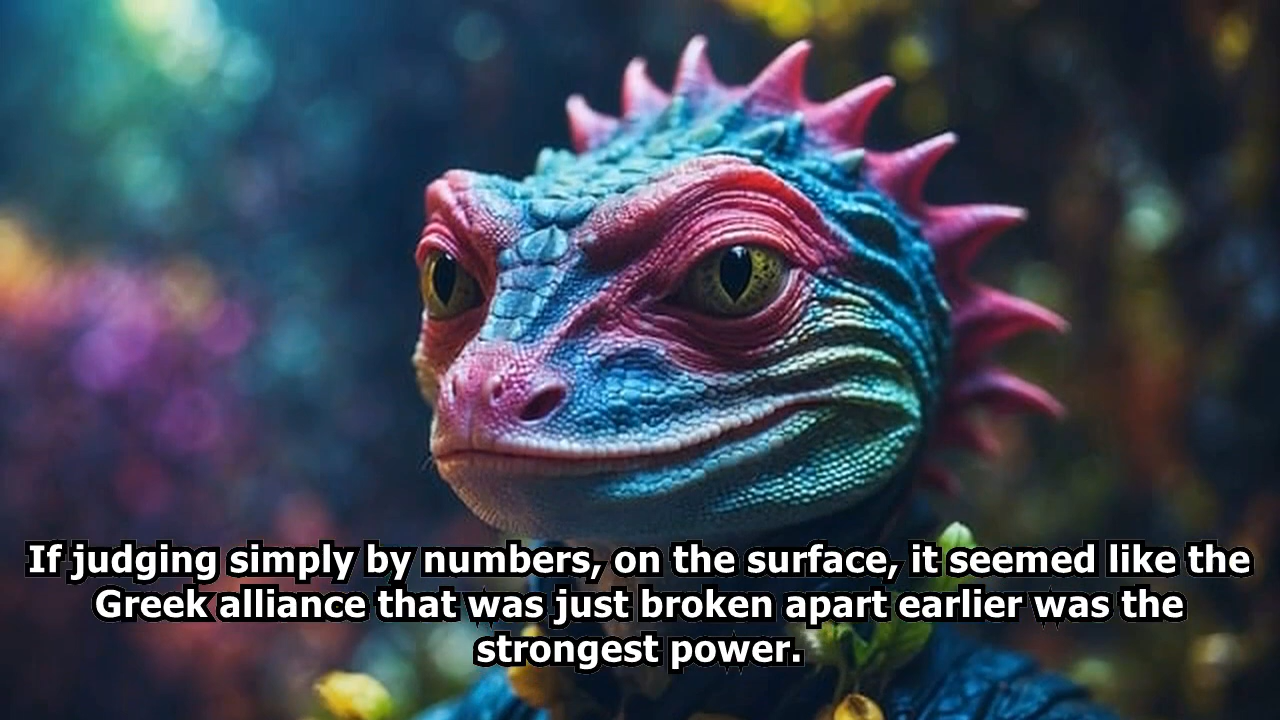 If judging simply by numbers, on the surface, it seemed like the
Greek alliance that was just broken apart earlier was the
strongest power.